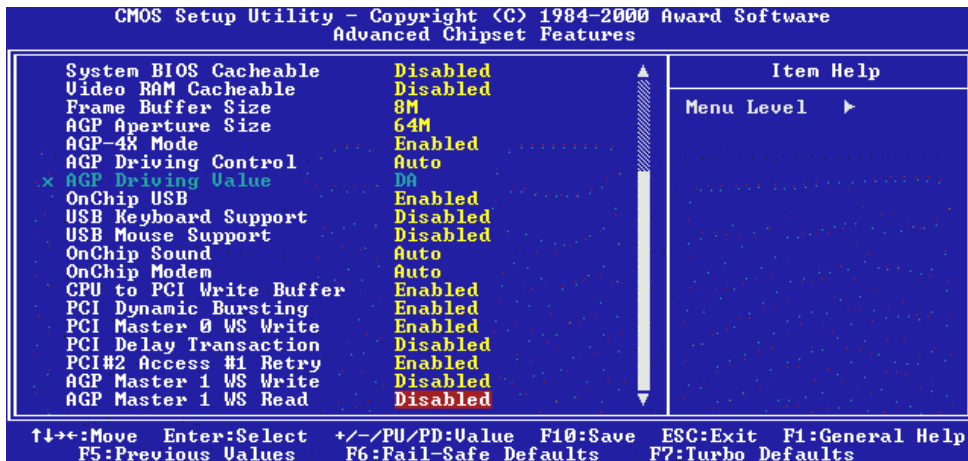 CMOS Setup Utility - Copyright (C) 1984-2000 Award Software
Advanced Chipset Features
System BIOS Cacheable Disabled
Video RAM Cacheable Disabled
Frame Buffer Size 8M
AGP Aperture Size 64M
AGP-4X Mode Enabled
AGP Driving Control Auto
x AGP Driving Value DA
OnChip USB Enabled
USB Keyboard Support Disabled
USB Mouse Support Disabled
OnChip Sound Auto
OnChip Modem Auto
CPU to PCI Write Buffer Enabled
PCI Dynamic Bursting Enabled
PCI Master 0 WS Write Enabled
PCI Delay Transaction Disabled
PCI#2 Access #1 Retry Enabled
AGP Master 1 WS Write Disabled
AGP Master 1 WS Read Disabled
Item Help
Menu Level ▶
↑↓→←:Move Enter:Select +/-/PU/PD:Value F10:Save ESC:Exit F1:General Help
F5:Previous Values F6:Fail-Safe Defaults F7:Turbo Defaults